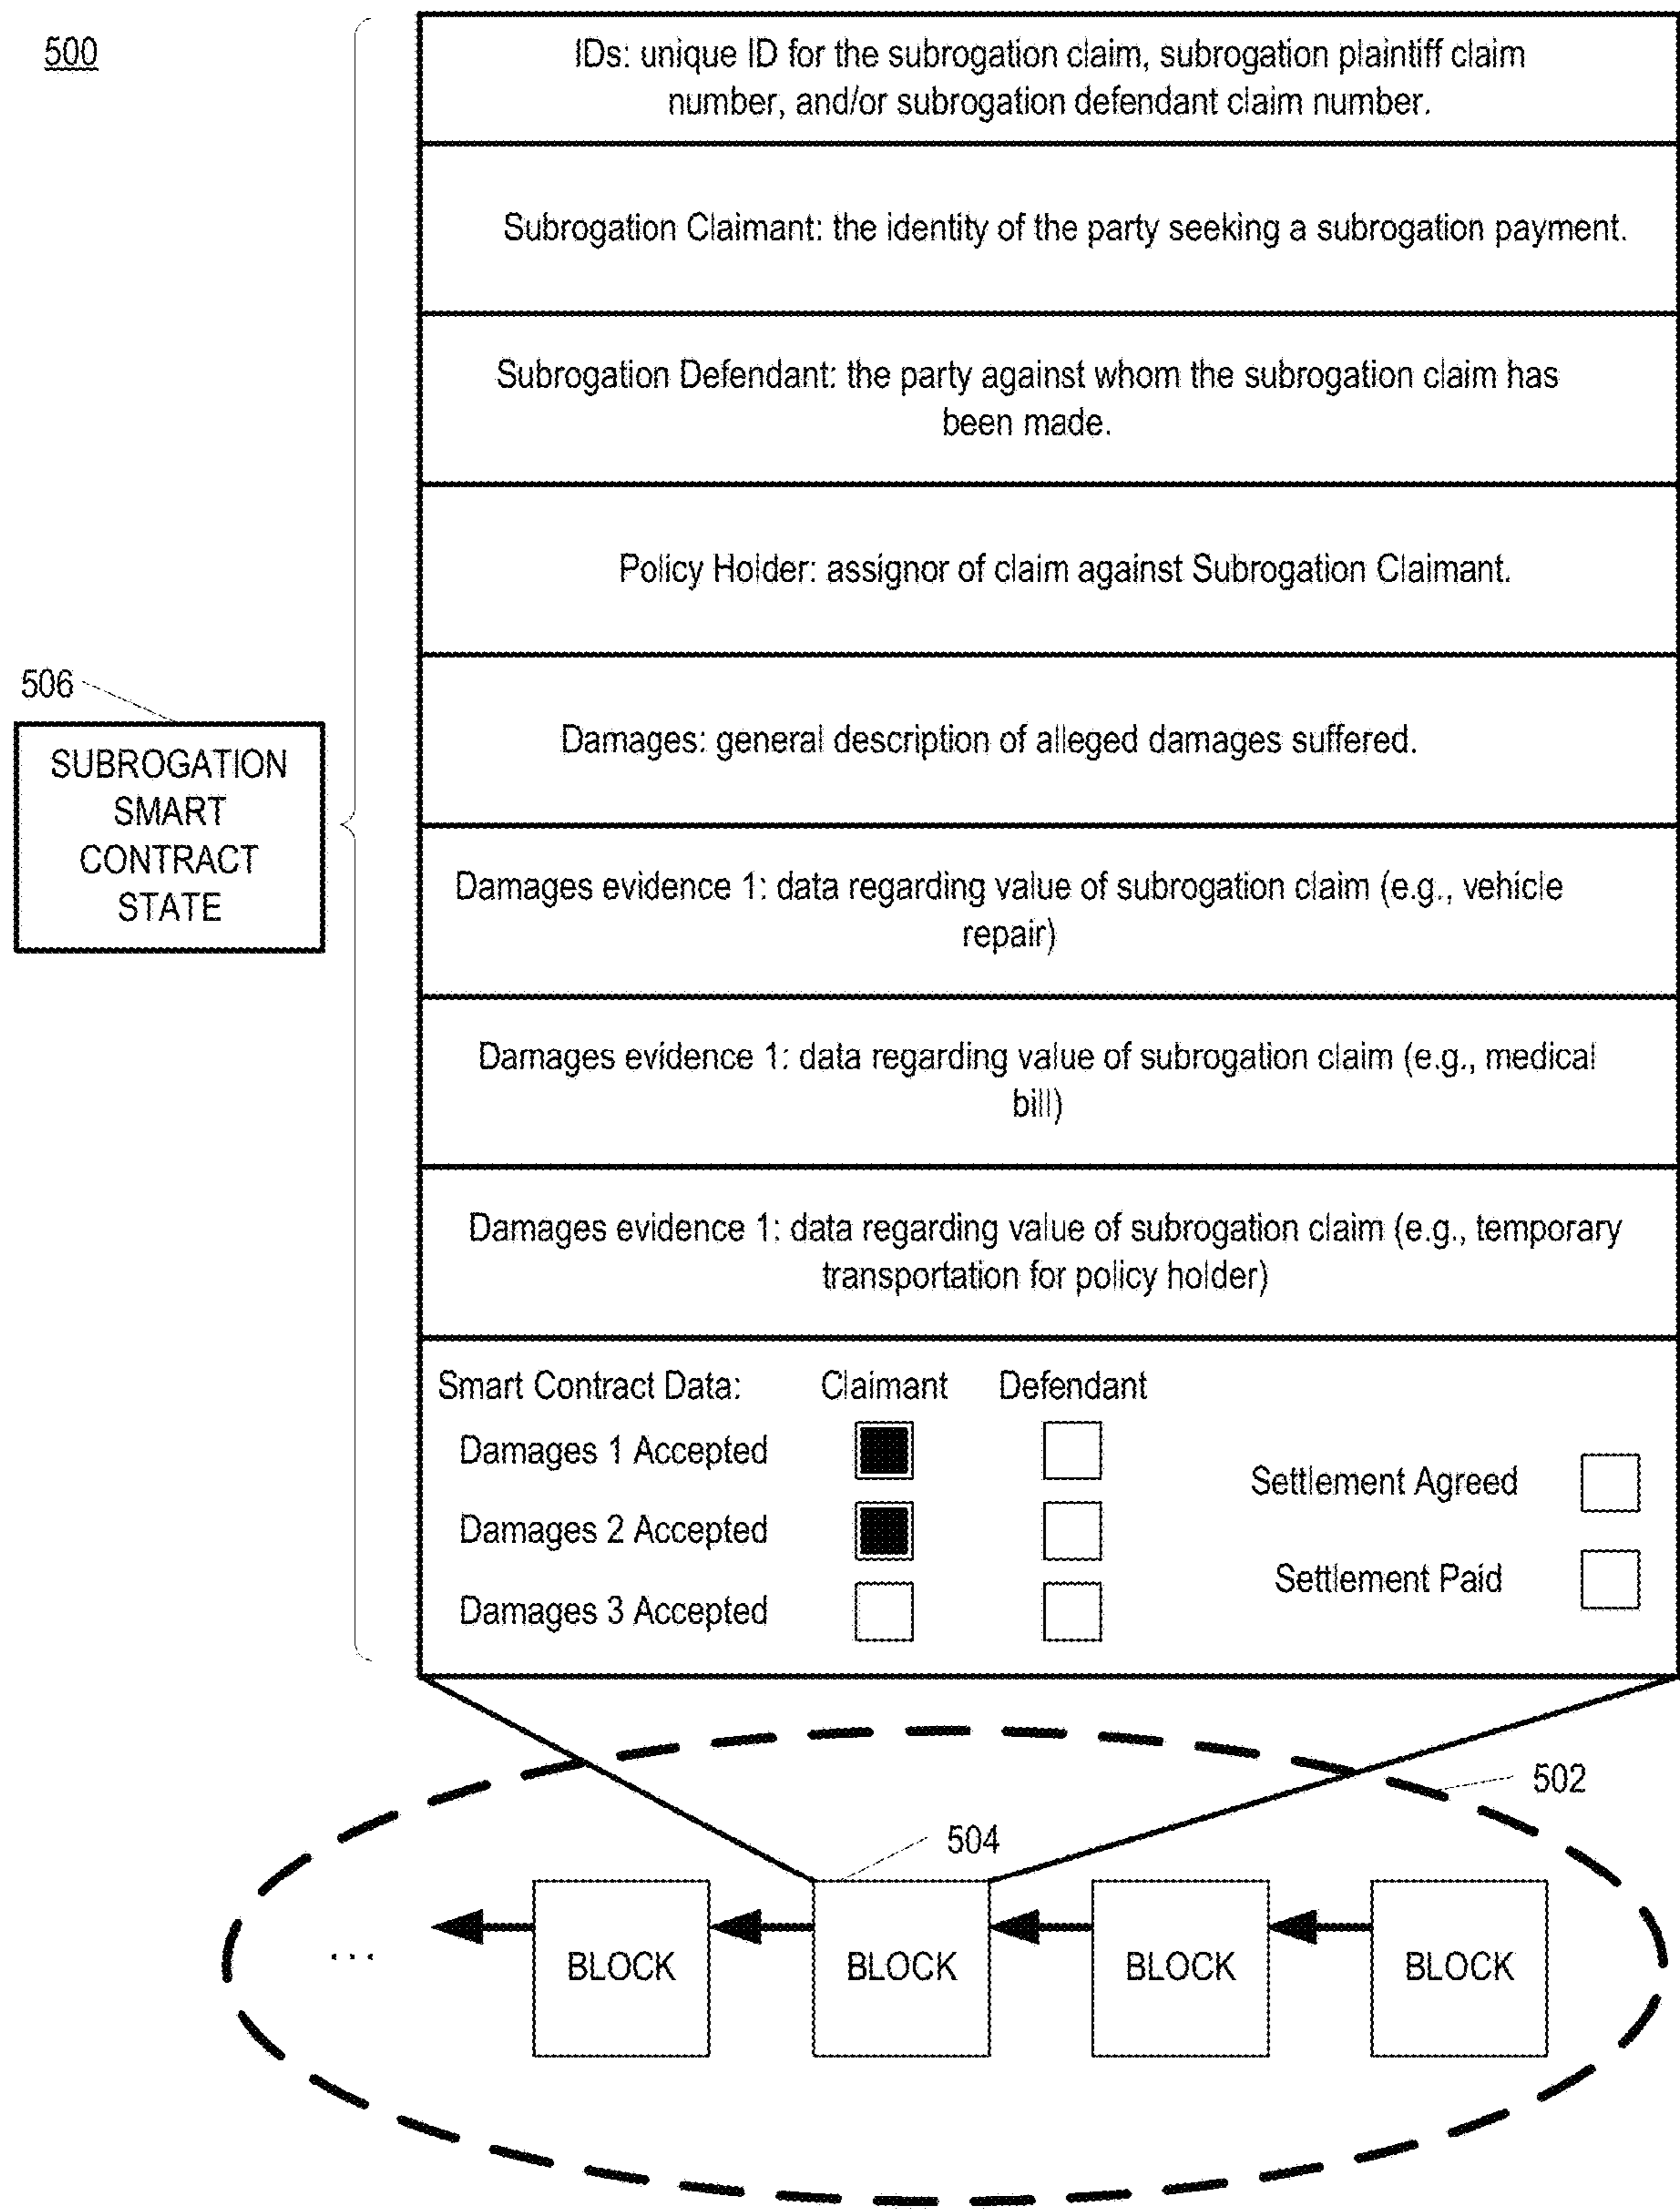 500
IDs: unique ID for the subrogation claim, subrogation plaintiff claim
number, and/or subrogation defendant claim number.
Subrogation Claimant: the identity of the party seeking a subrogation payment.
Subrogation Defendant: the party against whom the subrogation claim has
been made.
Policy Holder: assignor of claim against Subrogation Claimant.
506
SUBROGATION
SMART
CONTRACT
STATE
Damages: general description of alleged damages suffered.
Damages evidence 1: data regarding value of subrogation claim (e.g., vehicle
repair)
Damages evidence 1: data regarding value of subrogation claim (e.g., medical
bill)
Damages evidence 1: data regarding value of subrogation claim (e.g., temporary
transportation for policy holder)
Smart Contract Data: Claimant Defendant
Damages 1 Accepted
Damages 2 Accepted
Damages 3 Accepted
Settlement Agreed
Settlement Paid
502
504
... BLOCK BLOCK BLOCK BLOCK